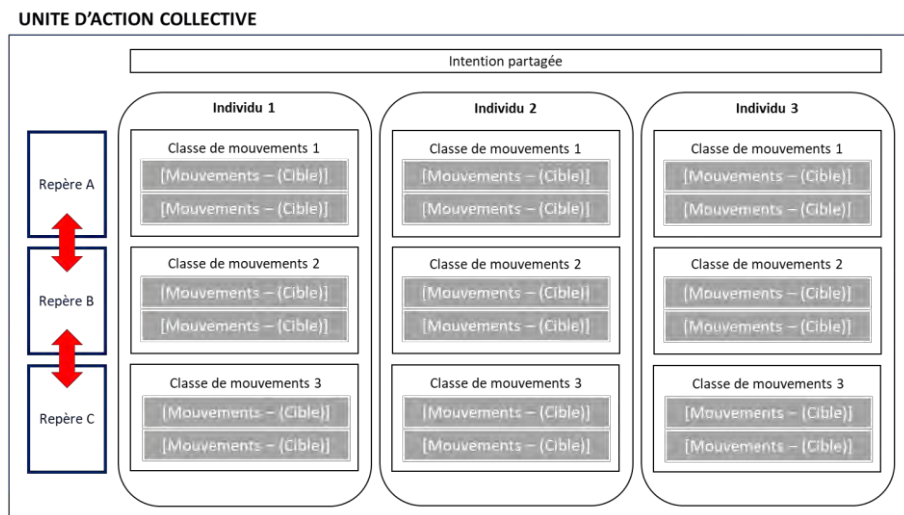 UNITE D'ACTION COLLECTIVE
Intention partagée
Individu 1
Individu 2
Individu 3
Repère A
Classe de mouvements 1
[Mouvements – (Cible)]
[Mouvements – (Cible)]
Classe de mouvements 1
[Mouvements – (Cible)]
[Mouvements – (Cible)]
Classe de mouvements 1
[Mouvements – (Cible)]
[Mouvements – (Cible)]
Repère B
Classe de mouvements 2
[Mouvements – (Cible)]
[Mouvements – (Cible)]
Classe de mouvements 2
[Mouvements – (Cible)]
[Mouvements – (Cible)]
Classe de mouvements 2
[Mouvements – (Cible)]
[Mouvements – (Cible)]
Repère C
Classe de mouvements 3
[Mouvements – (Cible)]
[Mouvements – (Cible)]
Classe de mouvements 3
[Mouvements – (Cible)]
[Mouvements – (Cible)]
Classe de mouvements 3
[Mouvements – (Cible)]
[Mouvements – (Cible)]